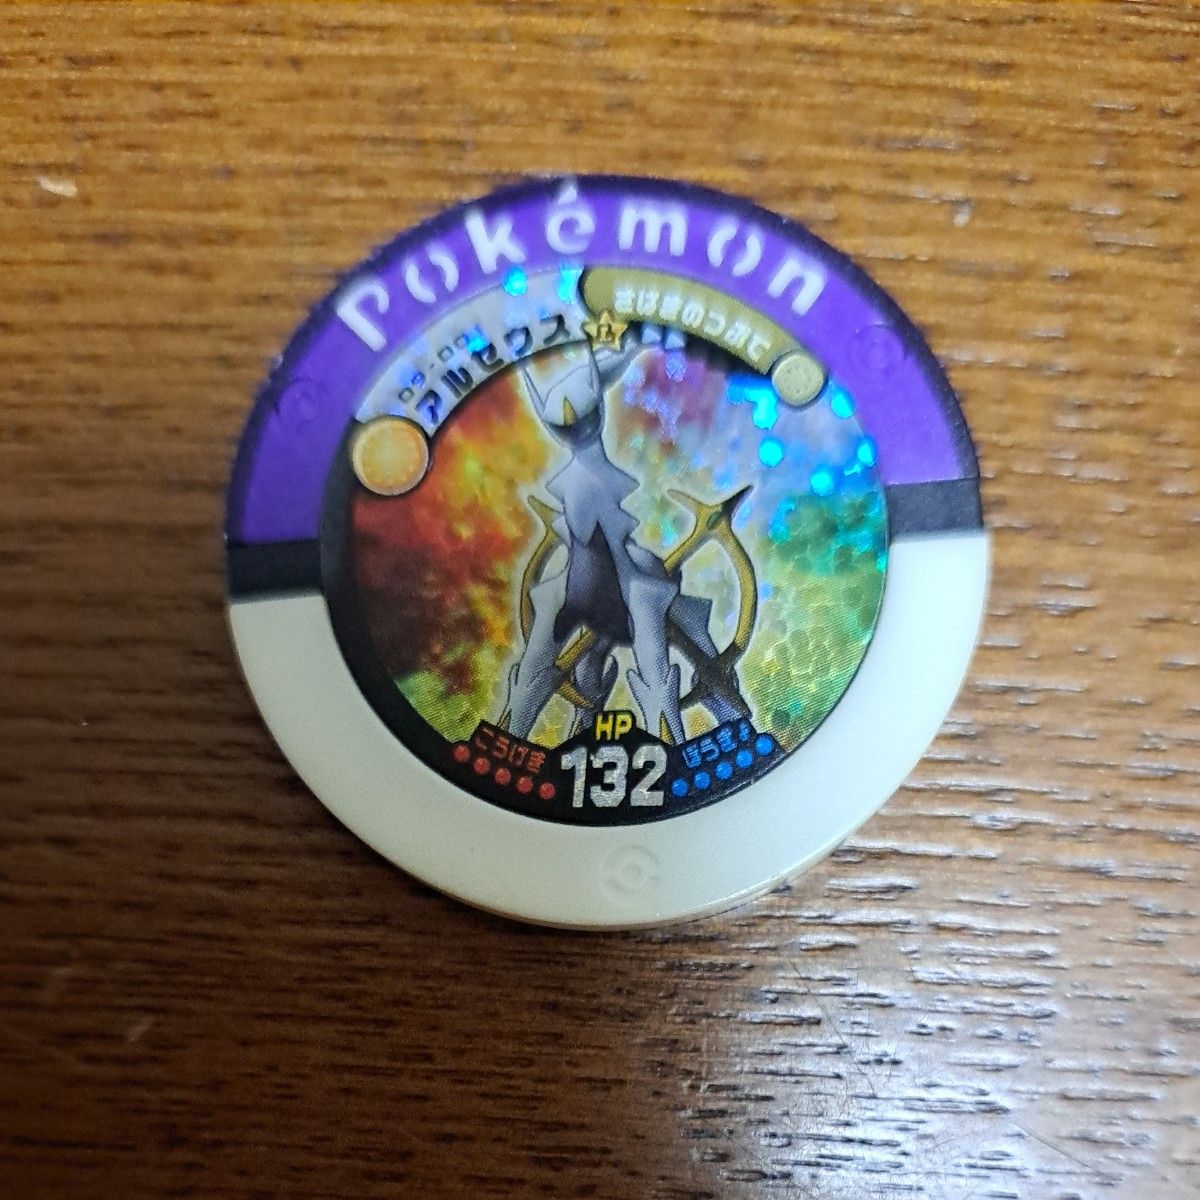 Pokémon
さばきのつぶて
アルセウス
HP
132
こうげき
ぼうぎょ